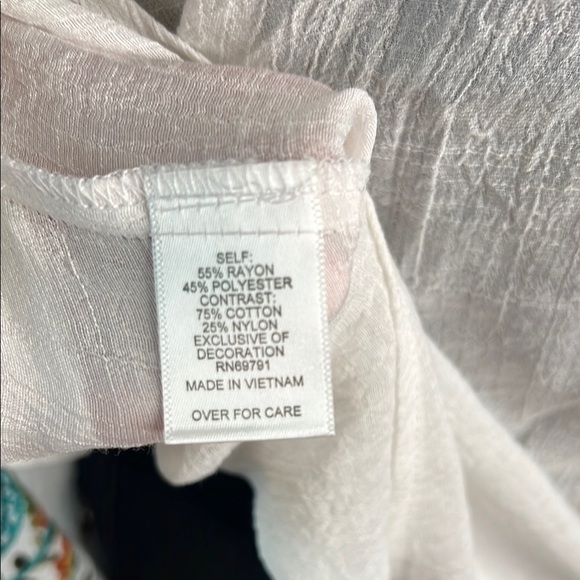 SELF:
55% RAYON
45% POLYESTER
CONTRAST:
75% COTTON
25% NYLON
EXCLUSIVE OF
DECORATION
RN69791
MADE IN VIETNAM
OVER FOR CARE